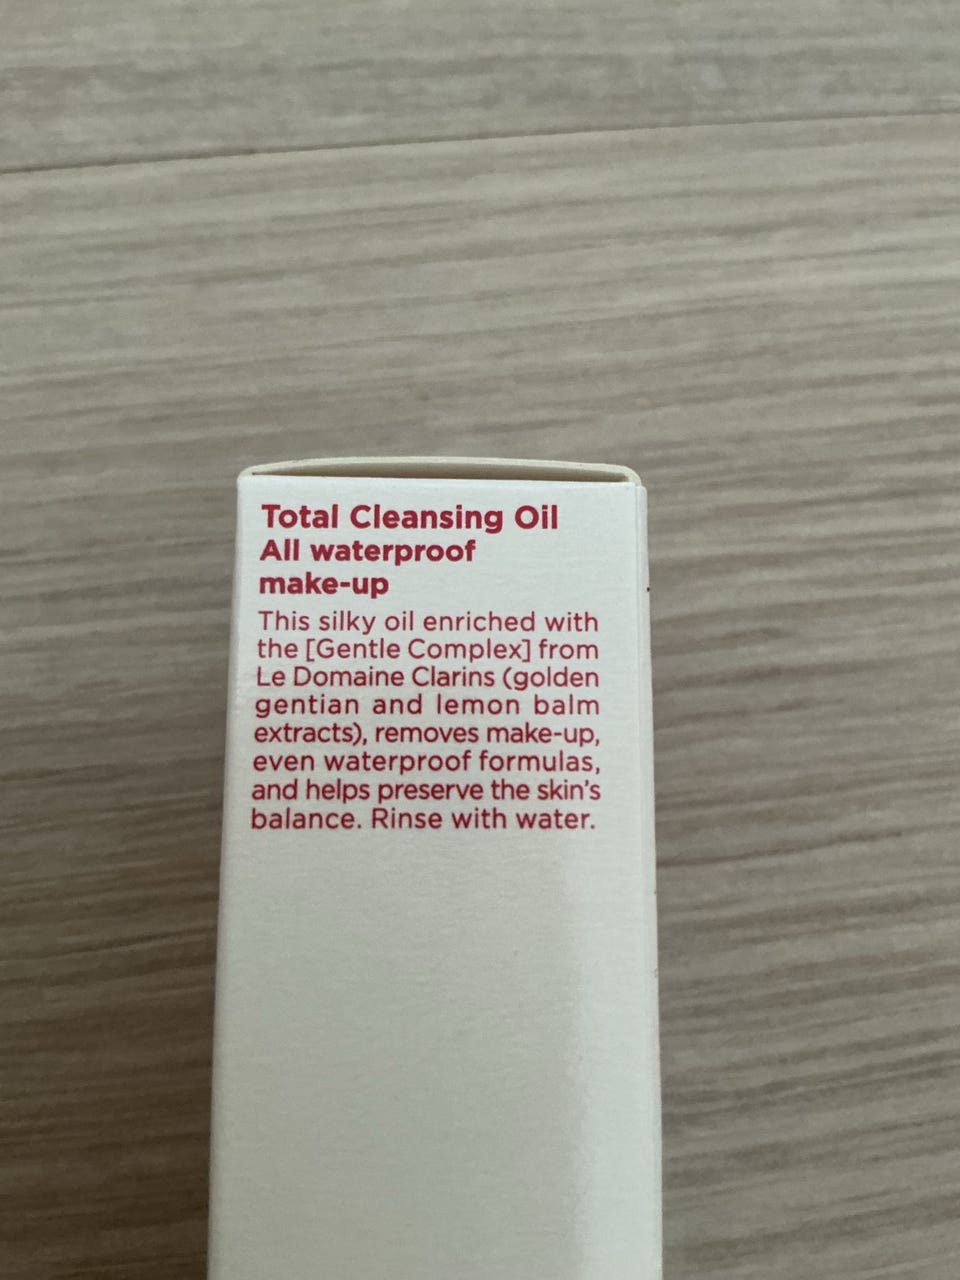 Total Cleansing Oil
All waterproof
make-up
This silky oil enriched with
the [Gentle Complex] from
Le Domaine Clarins (golden
gentian and lemon balm
extracts), removes make-up,
even waterproof formulas,
and helps preserve the skin's
balance. Rinse with water.